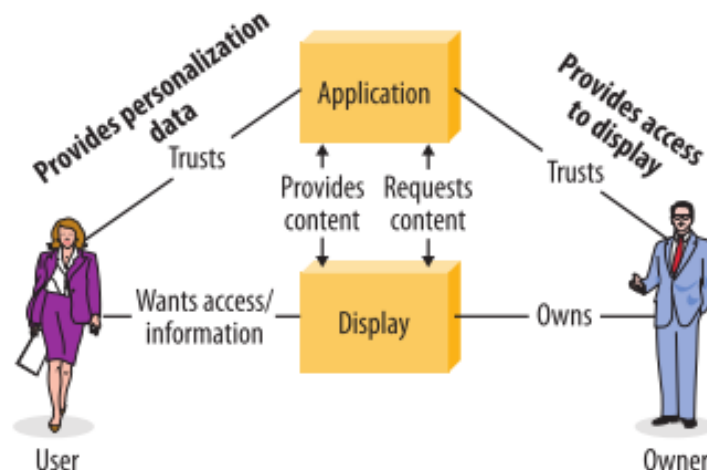 Provides personalization
data
Trusts
Application
Provides access
to display
Trusts
Provides
content
Requests
content
Wants access/
information
Display
Owns
User
Owner